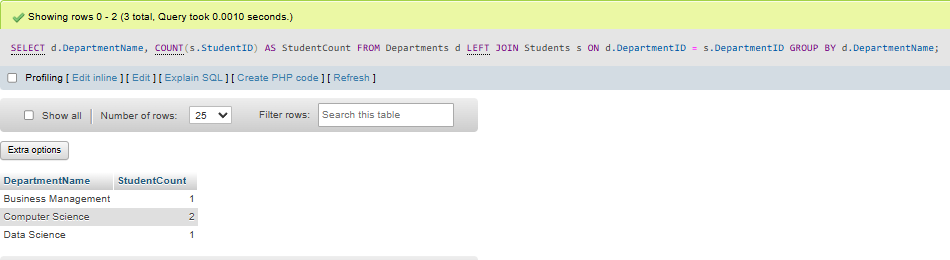 Showing rows 0 - 2 (3 total, Query took 0.0010 seconds.)
SELECT d.DepartmentName, COUNT(s.StudentID) AS StudentCount FROM Departments d LEFT JOIN Students s ON d.DepartmentID = s.DepartmentID GROUP BY d.DepartmentName;
Profiling [ Edit inline ] [ Edit ] [ Explain SQL ] [ Create PHP code ] [ Refresh ]
Show all Number of rows: 25 Filter rows: Search this table
Extra options
DepartmentName StudentCount
Business Management 1
Computer Science 2
Data Science 1